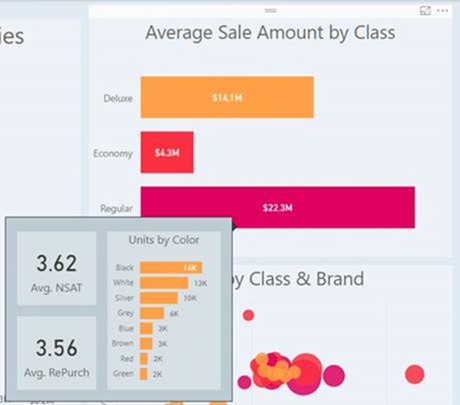 ies
Average Sale Amount by Class
Deluxe $14.1M
Economy $4.3M
Regular $22.3M
by Class & Brand
3.62
Avg. NSAT
3.56
Avg. RePurch
Units by Color
Black 16K
White 13K
Silver 10K
Grey 6K
Blue 3K
Brown 3K
Red 2K
Green 2K